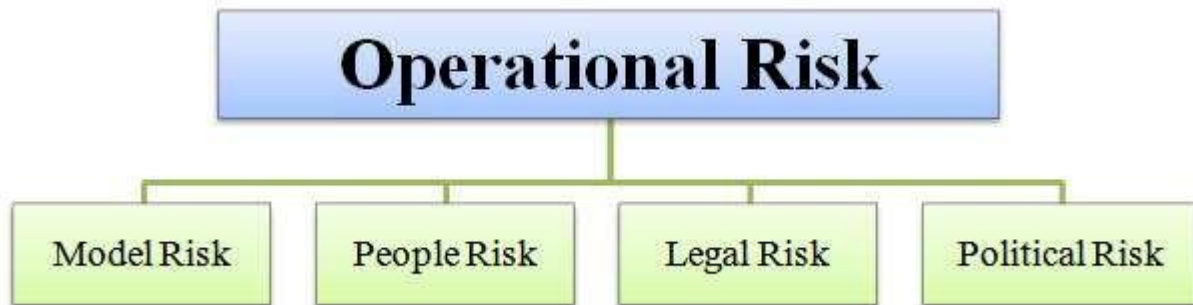 Operational Risk
Model Risk
People Risk
Legal Risk
Political Risk